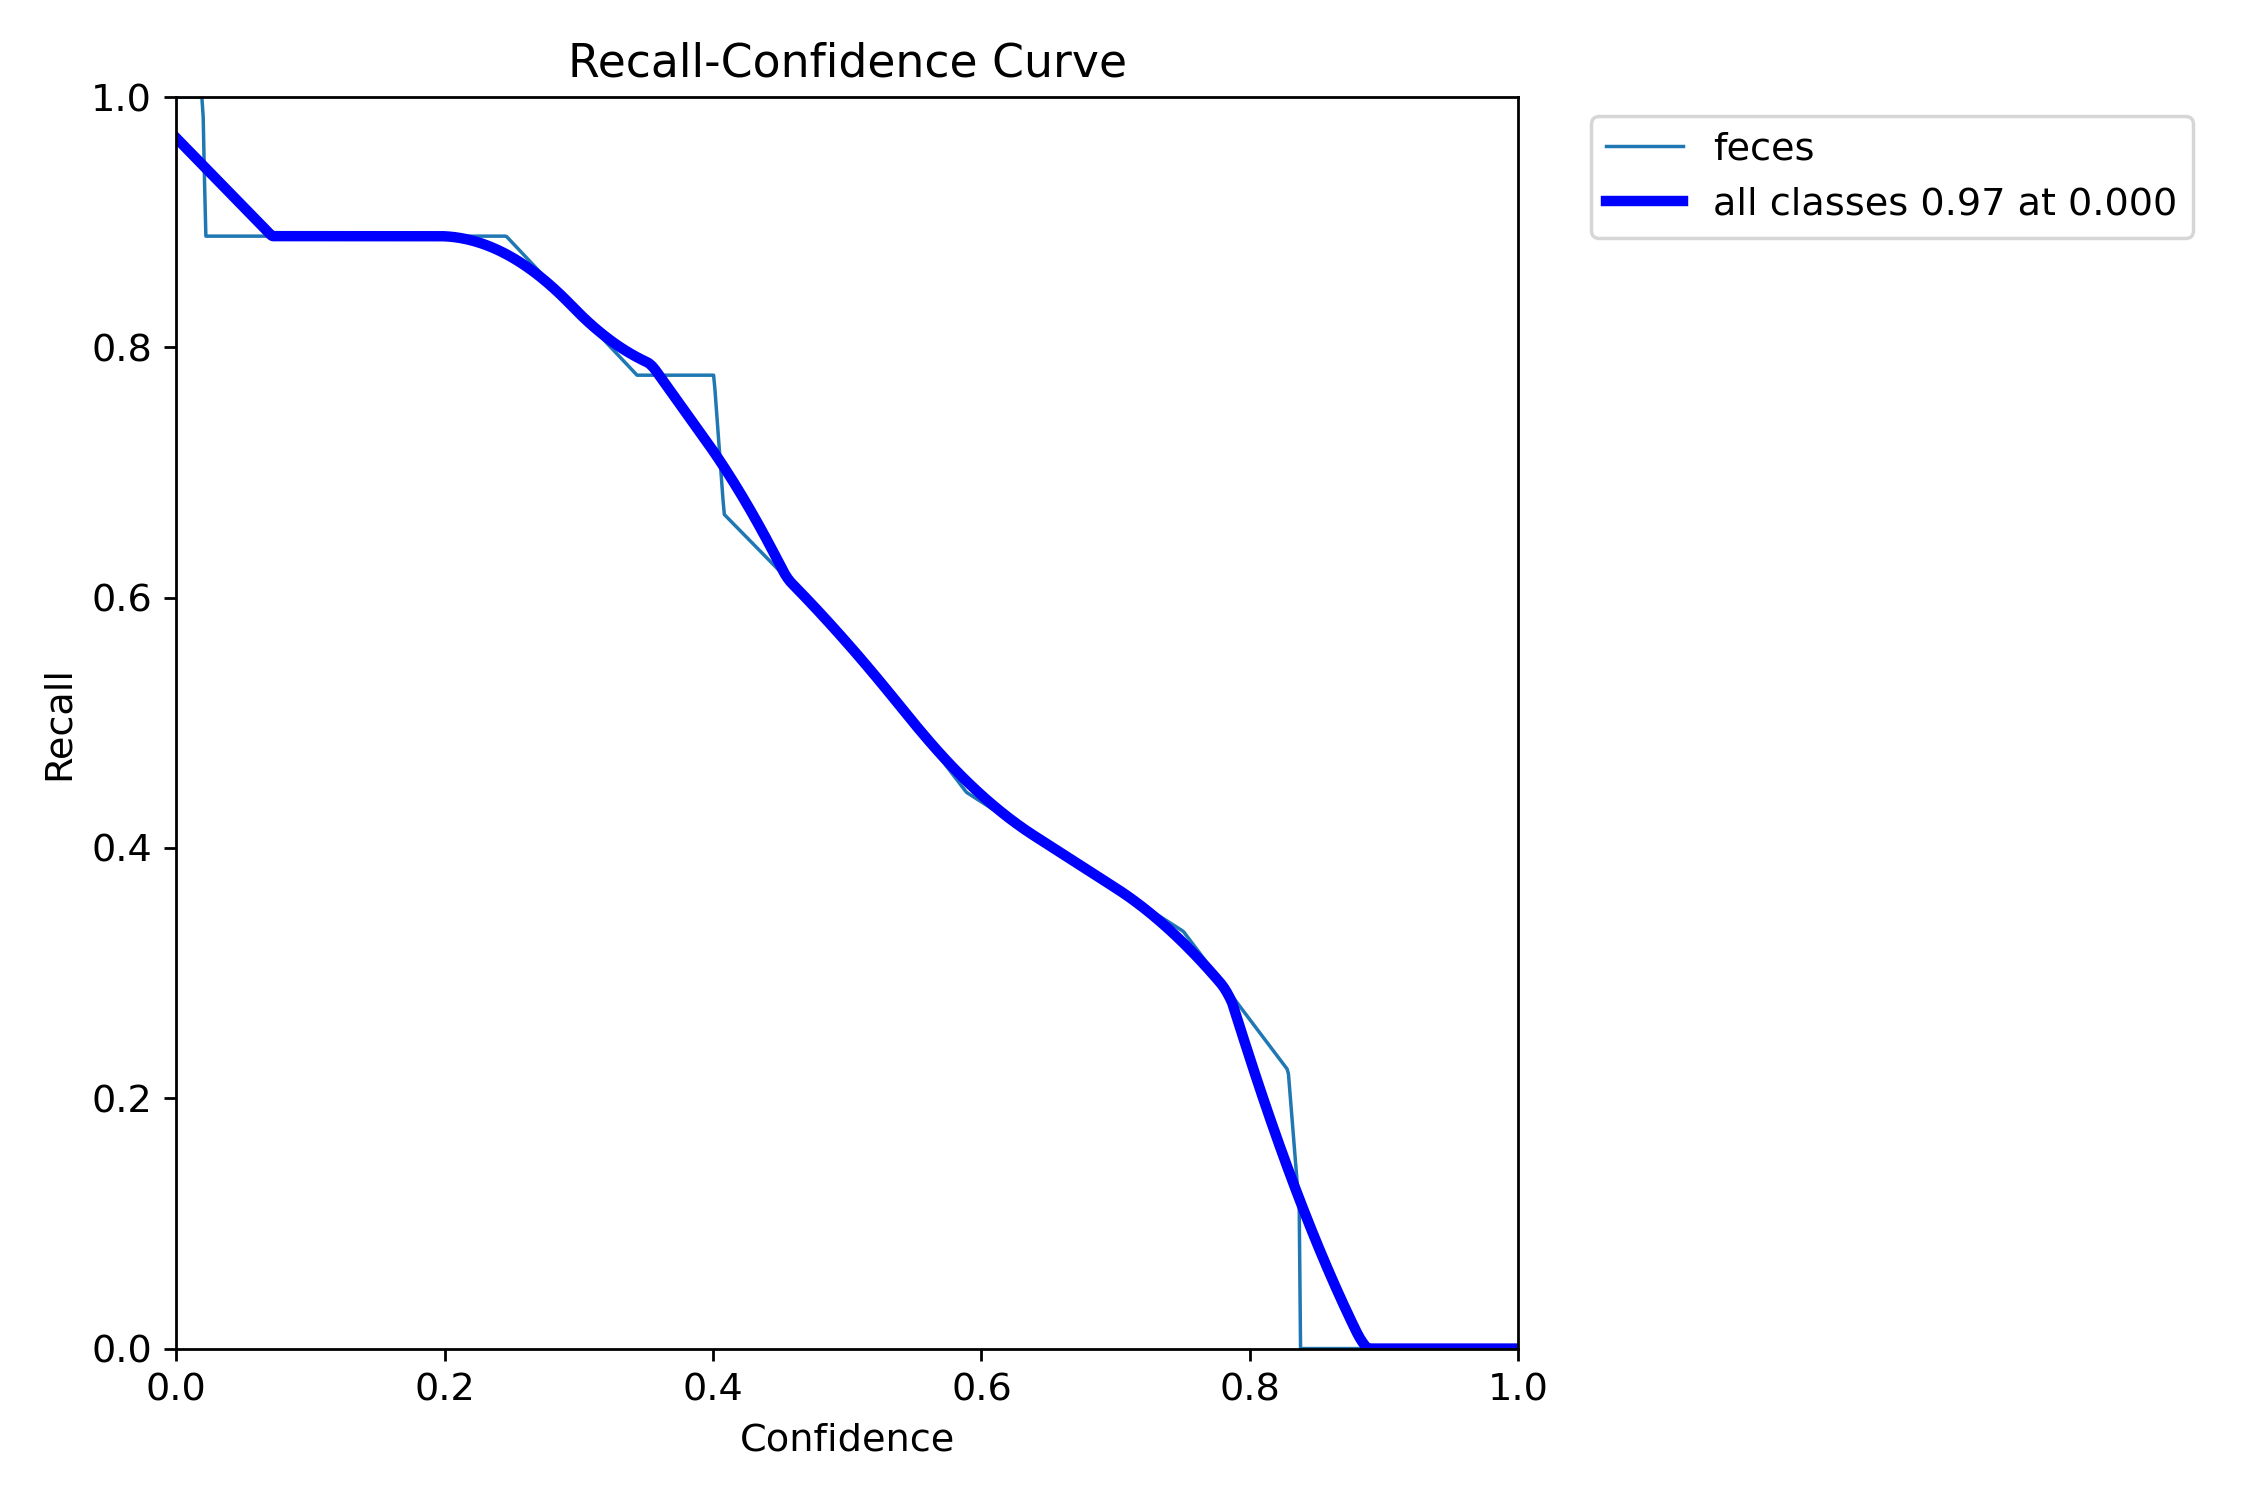 Recall-Confidence Curve
1.0
0.8
0.6
0.4
0.2
0.0
Recall
0.0 0.2 0.4 0.6 0.8 1.0
Confidence
feces
all classes 0.97 at 0.000